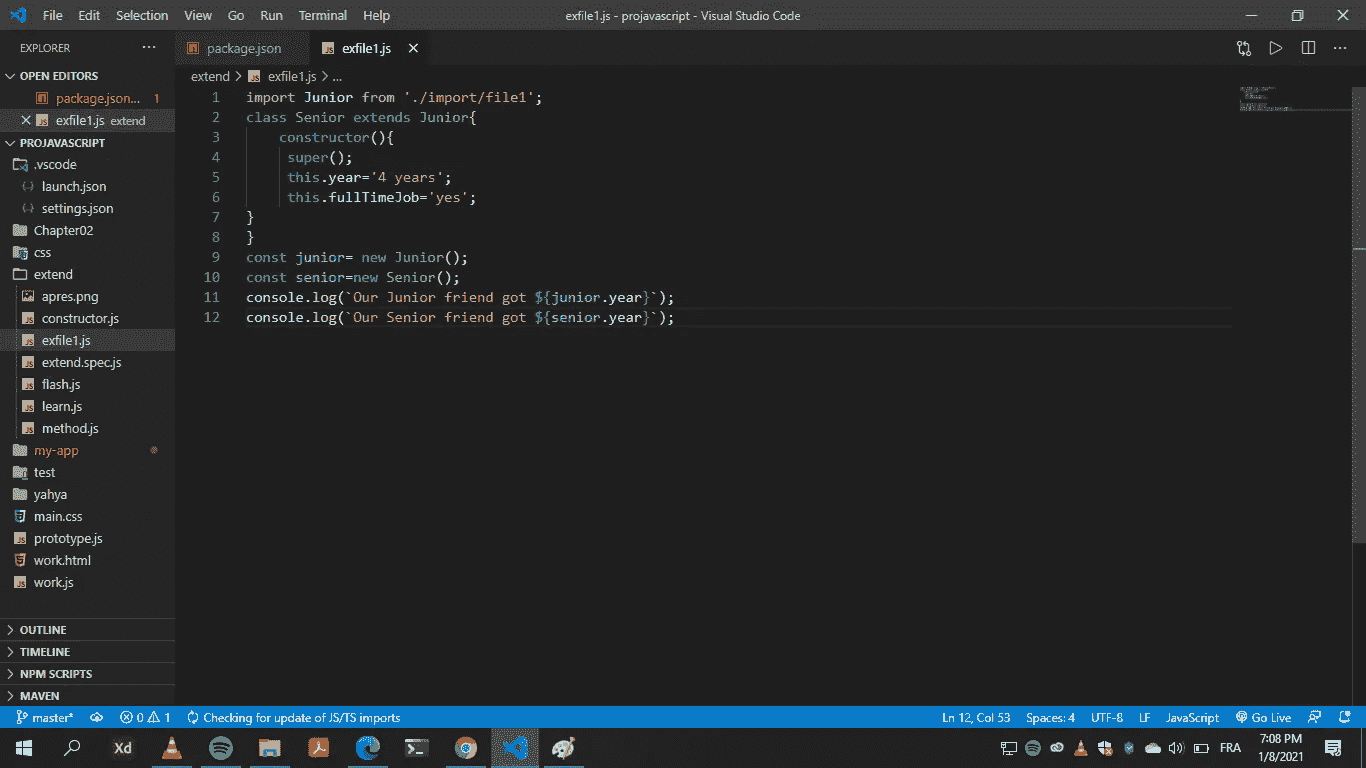 File Edit Selection View Go Run Terminal Help exfile1.js - projavascript - Visual Studio Code
EXPLORER ...
package.json exfile1.js
OPEN EDITORS
package.json... 1
exfile1.js extend
PROJAVASCRIPT
.vscode
launch.json
settings.json
Chapter02
css
extend
apres.png
constructor.js
exfile1.js
extend.spec.js
flash.js
learn.js
method.js
my-app
test
yahya
main.css
prototype.js
work.html
work.js
OUTLINE
TIMELINE
NPM SCRIPTS
MAVEN
extend > JS exfile1.js > ...
1 import Junior from './import/file1';
2 class Senior extends Junior{
3     constructor(){
4      super();
5      this.year='4 years';
6      this.fullTimeJob='yes';
7 }
8 }
9 const junior= new Junior();
10 const senior=new Senior();
11 console.log(`Our Junior friend got ${junior.year}`);
12 console.log(`Our Senior friend got ${senior.year}`);
master* 0 1 Checking for update of JS/TS imports Ln 12, Col 53 Spaces: 4 UTF-8 LF JavaScript Go Live
Xd FRA 7:08 PM
1/8/2021